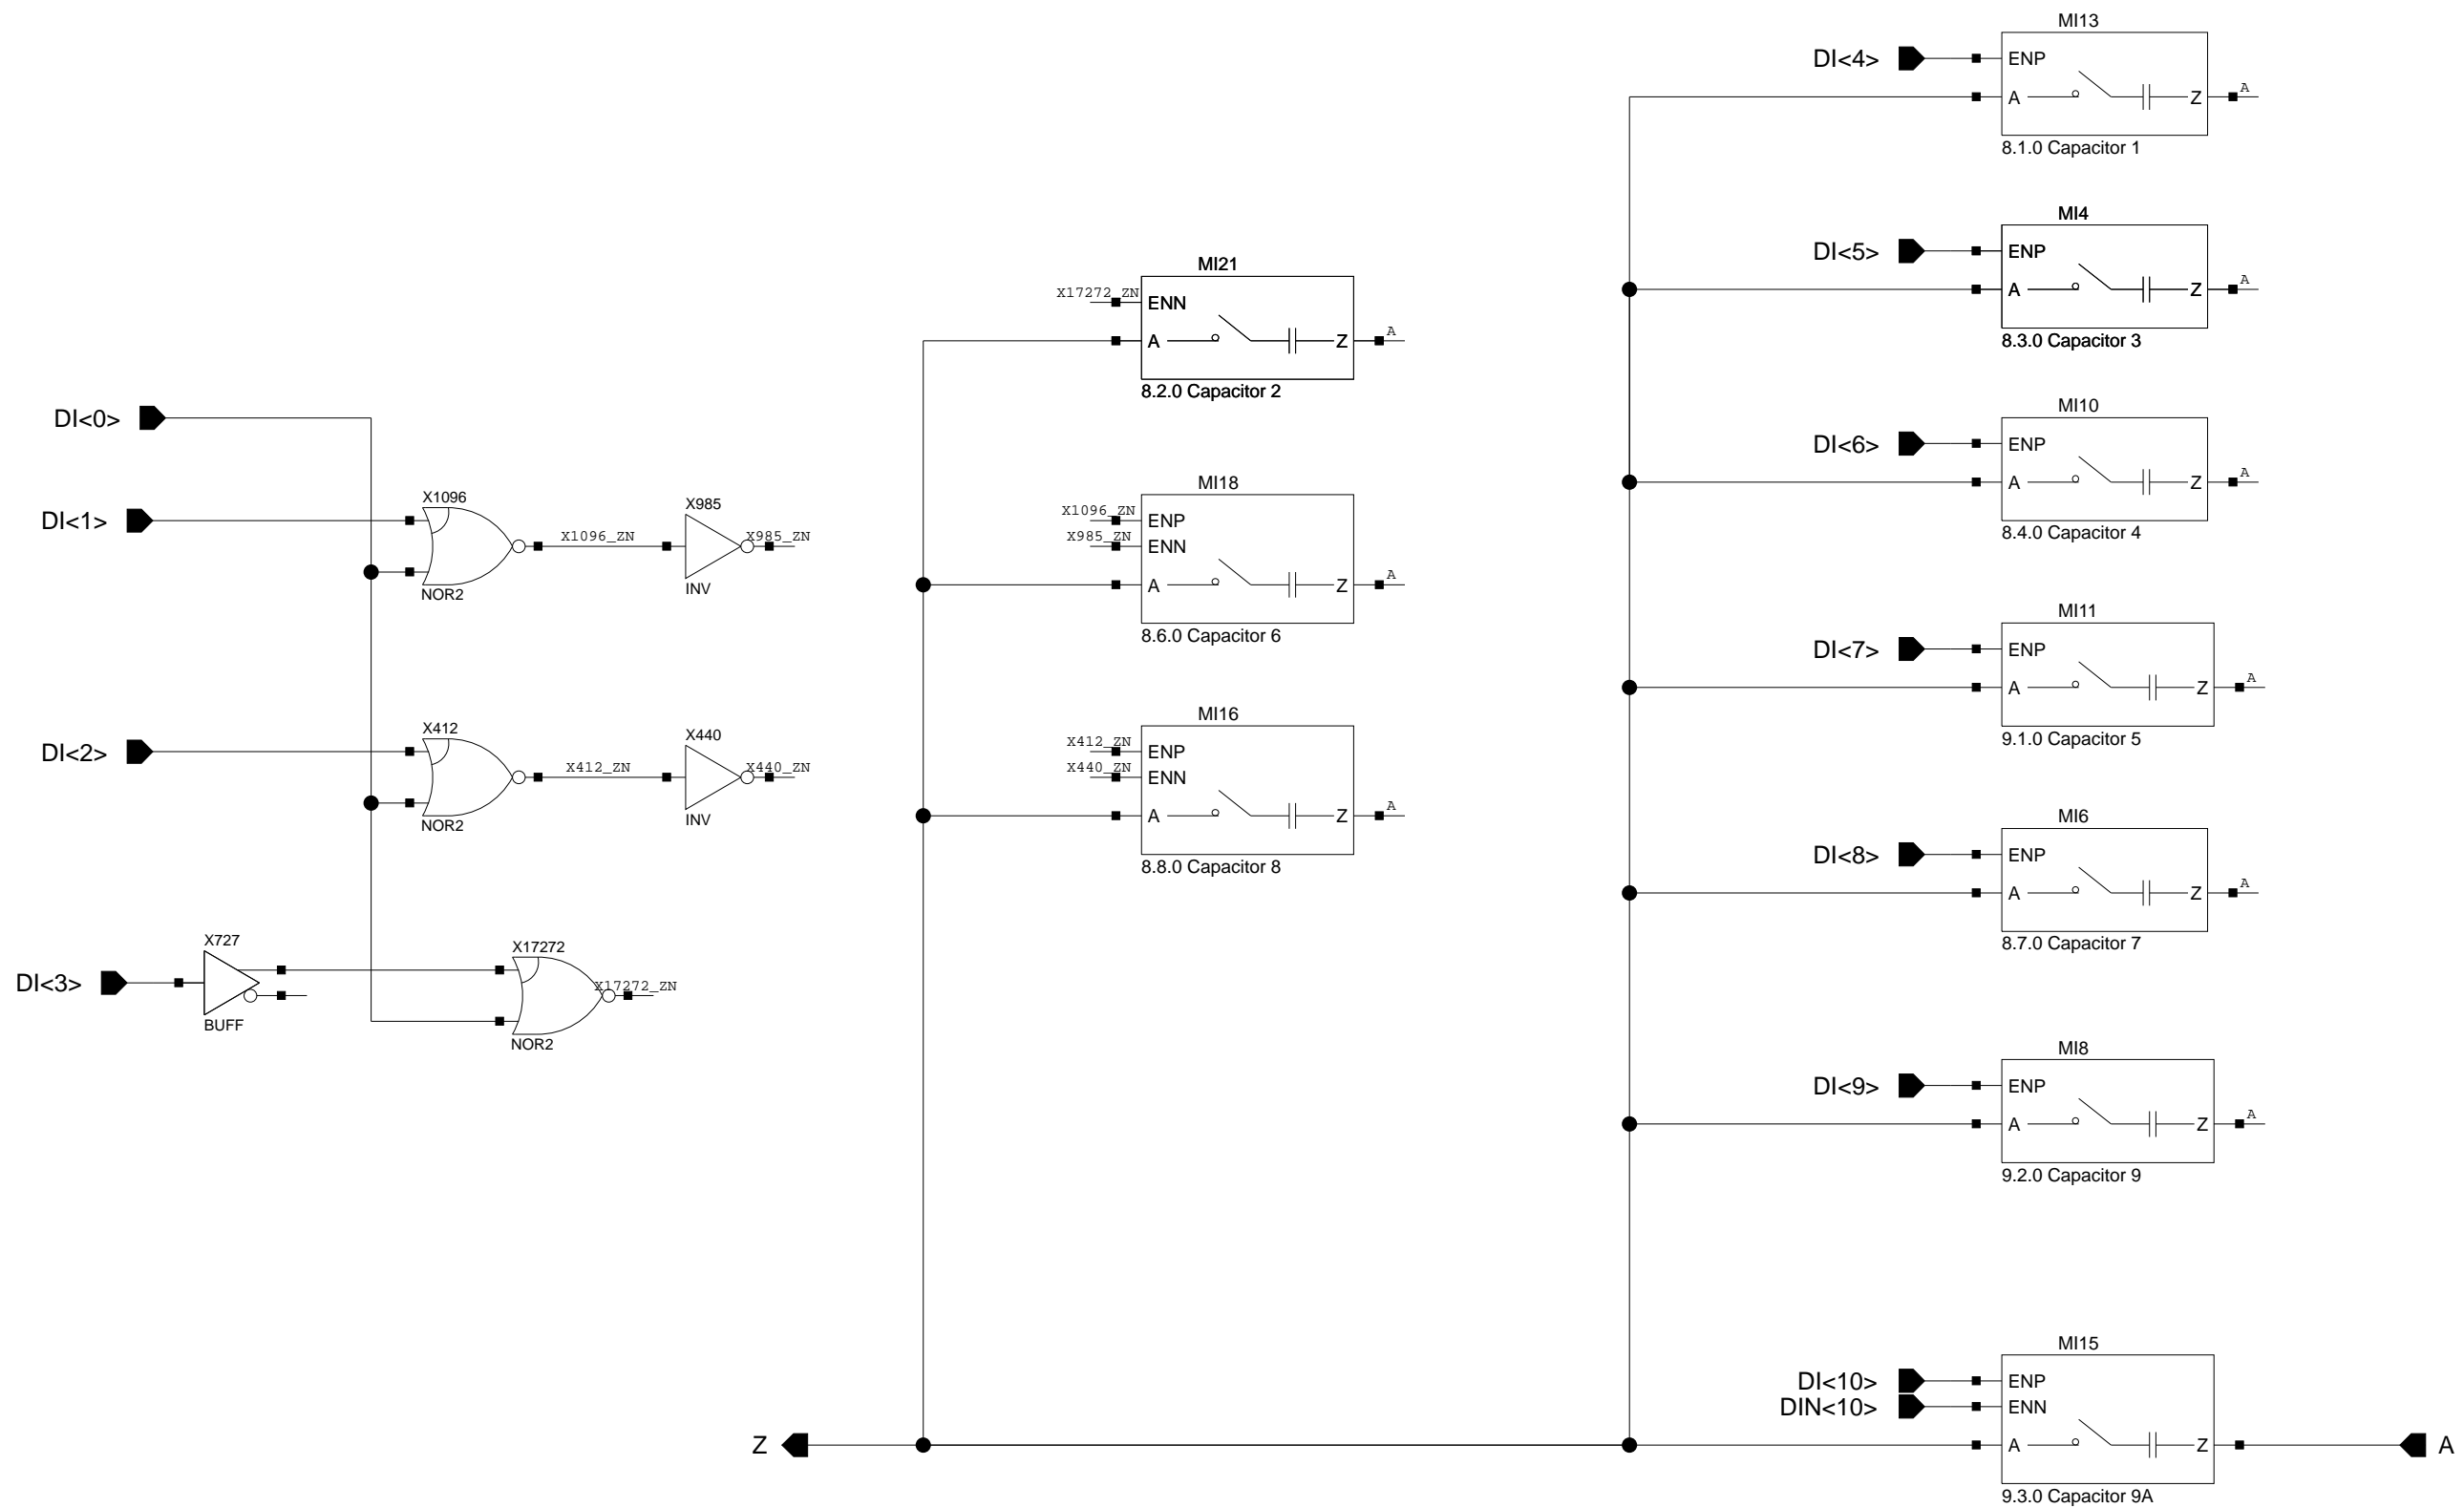 MI13
DI<4>
ENP
A
Z
A
8.1.0 Capacitor 1
MI4
DI<5>
ENP
A
Z
A
8.3.0 Capacitor 3
MI21
X17272_ZN
ENN
A
Z
A
8.2.0 Capacitor 2
MI10
DI<6>
ENP
A
Z
A
8.4.0 Capacitor 4
DI<0>
DI<1>
X1096
NOR2
X1096_ZN
X985
X985_ZN
INV
MI18
X1096_ZN
ENP
X985_ZN
ENN
A
Z
A
8.6.0 Capacitor 6
MI11
DI<7>
ENP
A
Z
A
9.1.0 Capacitor 5
DI<2>
X412
NOR2
X412_ZN
X440
X440_ZN
INV
MI16
X412_ZN
ENP
X440_ZN
ENN
A
Z
A
8.8.0 Capacitor 8
MI6
DI<8>
ENP
A
Z
A
8.7.0 Capacitor 7
DI<3>
X727
BUFF
X17272
X17272_ZN
NOR2
MI8
DI<9>
ENP
A
Z
A
9.2.0 Capacitor 9
MI15
DI<10>
ENP
DIN<10>
ENN
Z
A
Z
A
9.3.0 Capacitor 9A